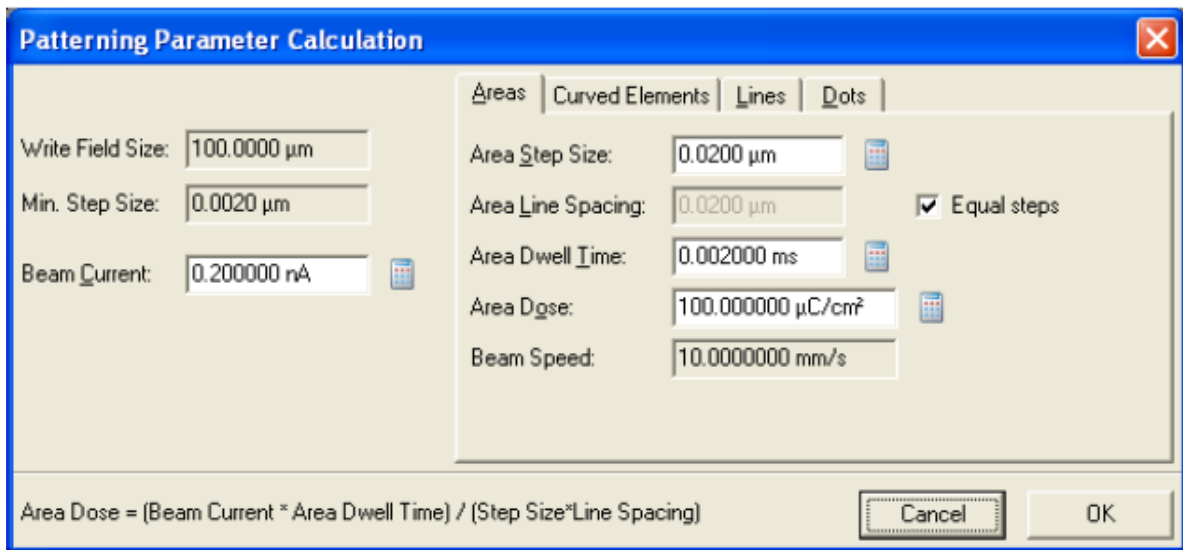 Patterning Parameter Calculation
Areas Curved Elements Lines Dots
Write Field Size: 100.0000 µm
Min. Step Size: 0.0020 µm
Beam Current: 0.200000 nA
Area Step Size: 0.0200 µm
Area Line Spacing: 0.0200 µm Equal steps
Area Dwell Time: 0.002000 ms
Area Dose: 100.000000 µC/cm²
Beam Speed: 10.0000000 mm/s
Area Dose = (Beam Current * Area Dwell Time) / (Step Size*Line Spacing)
Cancel OK